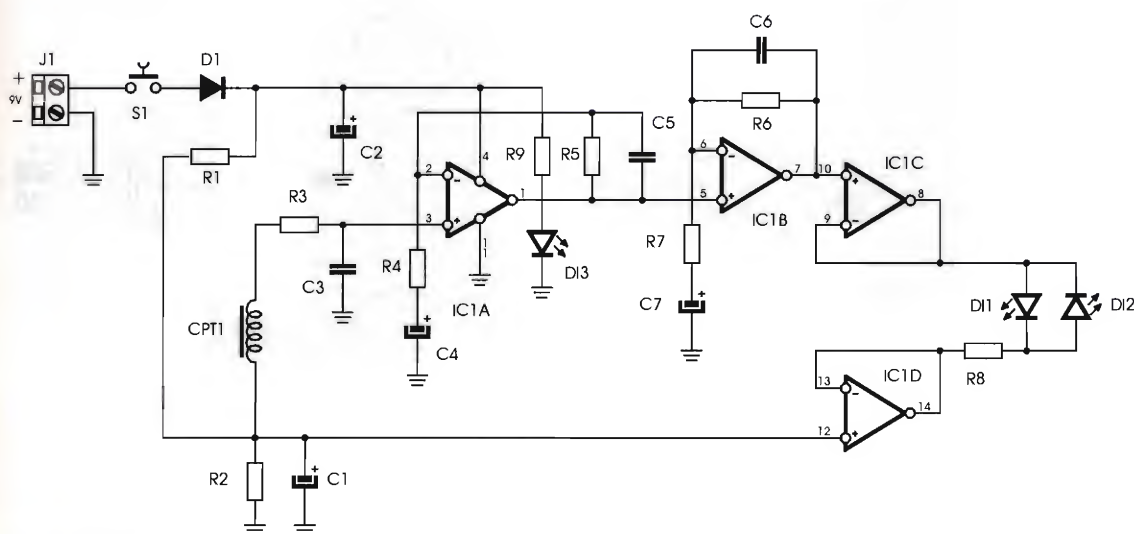 J1
+
9V
−
S1
D1
R1
C2
R3
C3
CPT1
R2
C1
2
3
4
1
11
IC1A
R4
C4
R9
DI3
R5
C5
C6
R6
6
5
7
IC1B
R7
C7
10
9
8
IC1C
DI1
DI2
R8
13
12
14
IC1D
+
+
+
+
-
+
-
+
+
-
-
+